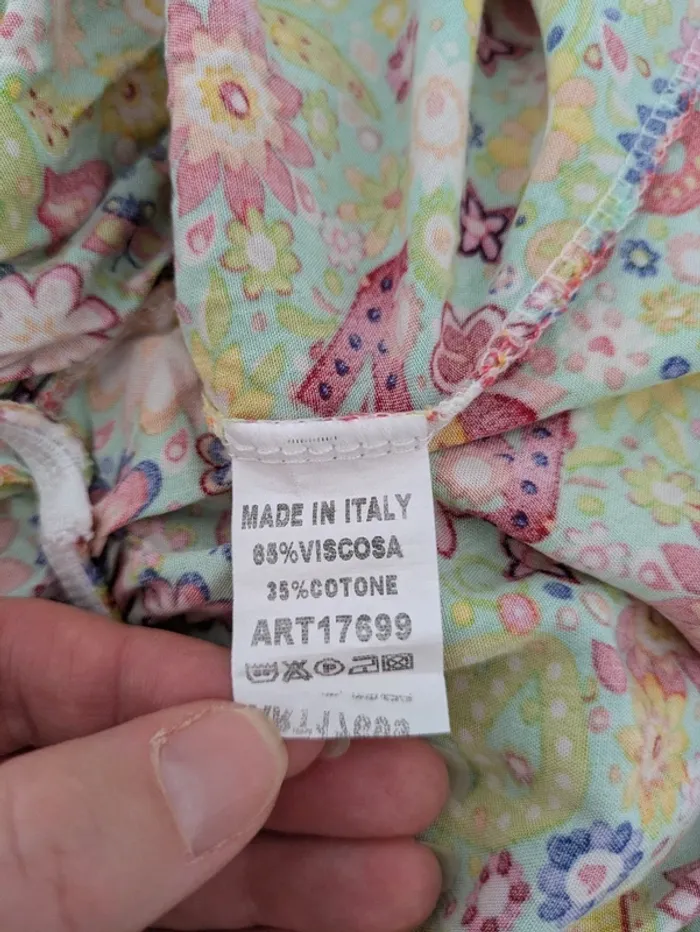 MADE IN ITALY
65%VISCOSA
35%COTONE
ART17699